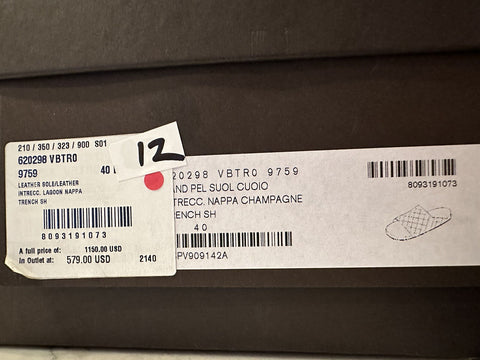 210 / 350 / 323 / 900 S01
620298 VBTR0
9759 40
LEATHER SOLE/LEATHER
INTRECC. LAGOON NAPPA
TRENCH SH
8093191073
A full price of: 1150.00 USD
In Outlet at: 579.00 USD 2140
12
20298 VBTR0 9759
AND PEL SUOL CUOIO
TRECC. NAPPA CHAMPAGNE
RENCH SH
40
PV909142A
8093191073